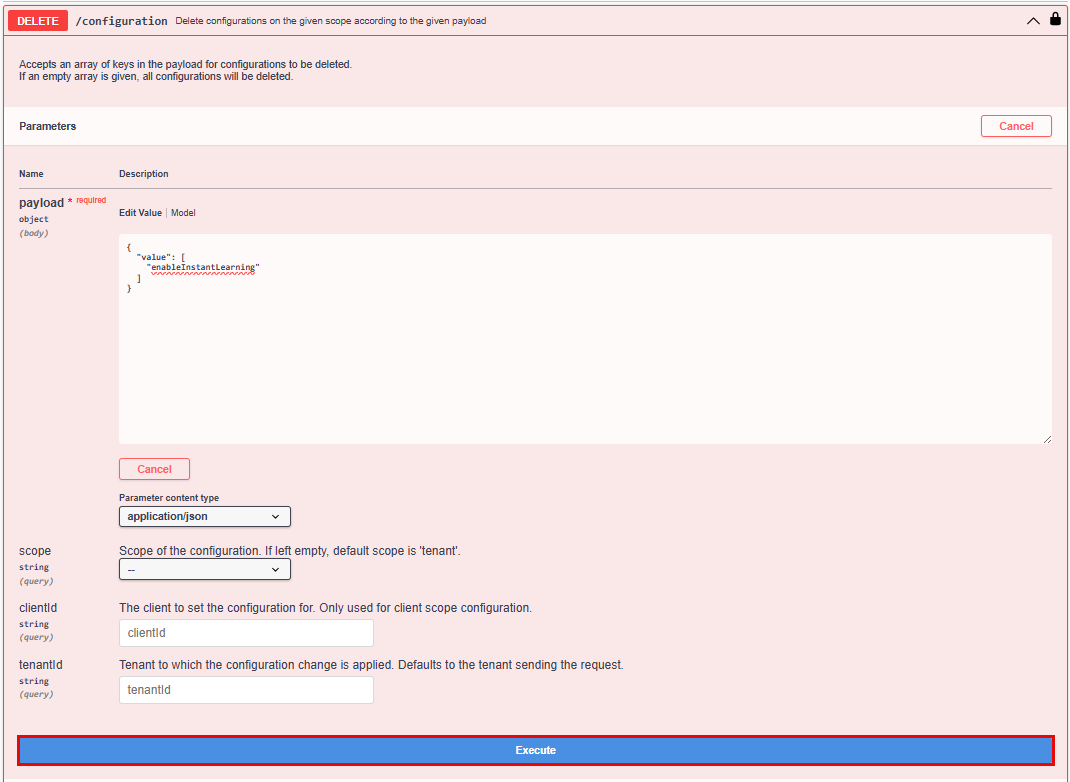 DELETE /configuration Delete configurations on the given scope according to the given payload
Accepts an array of keys in the payload for configurations to be deleted.
If an empty array is given, all configurations will be deleted.
Parameters Cancel
Name Description
payload * required
object
(body)
Edit Value | Model
{
  "value": [
    "enableInstantLearning"
  ]
}
Cancel
Parameter content type
application/json
scope
string
(query)
Scope of the configuration. If left empty, default scope is 'tenant'.
--
clientId
string
(query)
The client to set the configuration for. Only used for client scope configuration.
clientId
tenantId
string
(query)
Tenant to which the configuration change is applied. Defaults to the tenant sending the request.
tenantId
Execute